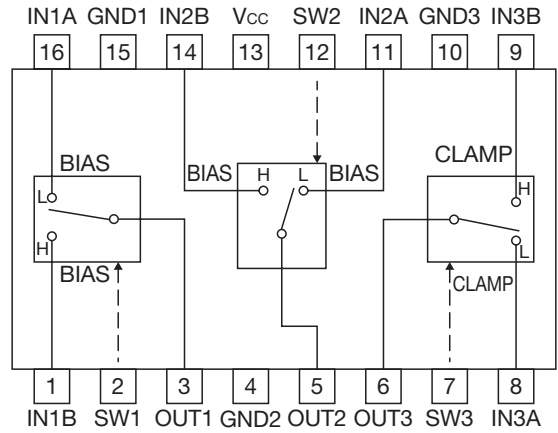 IN1A GND1 IN2B VCC SW2 IN2A GND3 IN3B
16 15 14 13 12 11 10 9
BIAS BIAS H L BIAS CLAMP
L H
H L
BIAS CLAMP
1 2 3 4 5 6 7 8
IN1B SW1 OUT1 GND2 OUT2 OUT3 SW3 IN3A